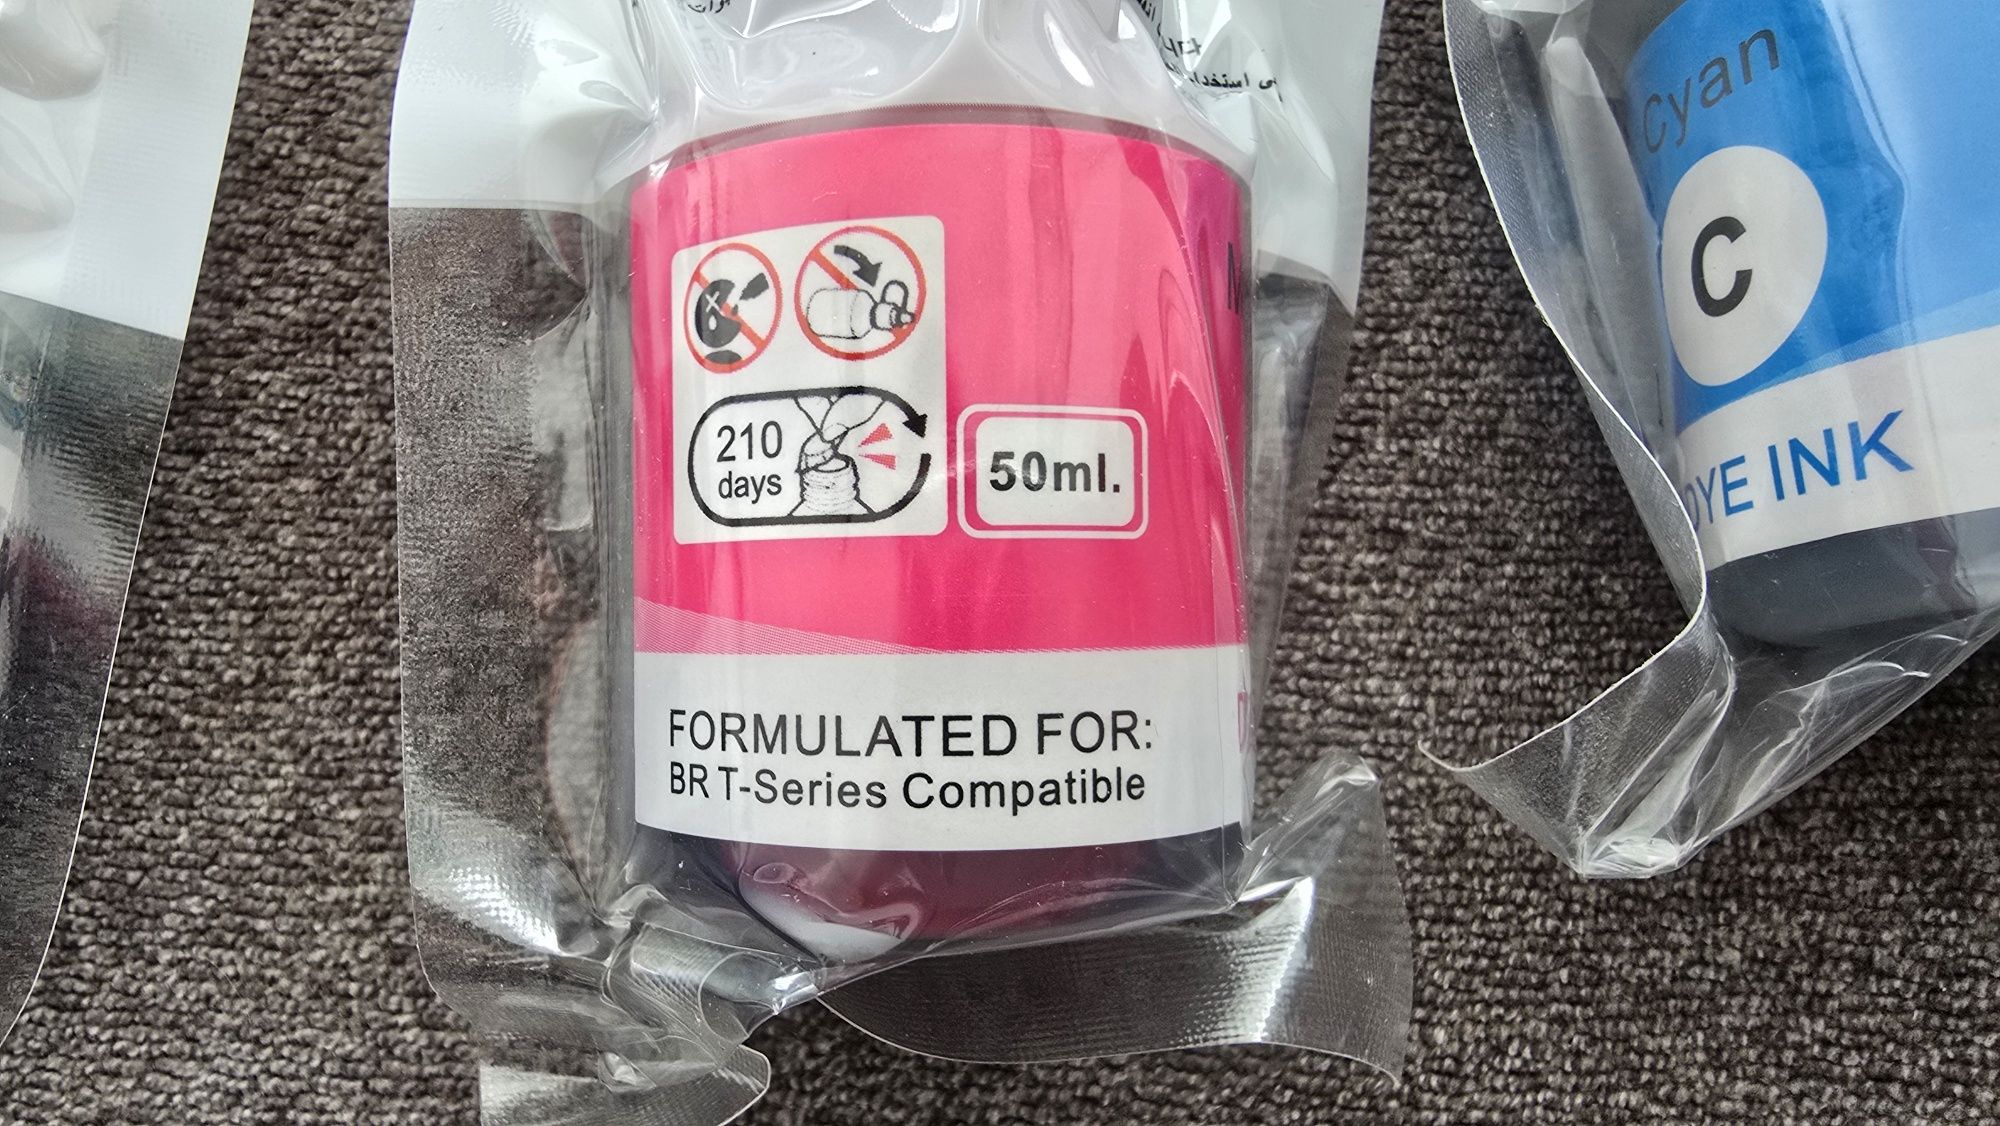 210
days
50ml.
FORMULATED FOR:
BR T-Series Compatible
Cyan
C
DYE INK